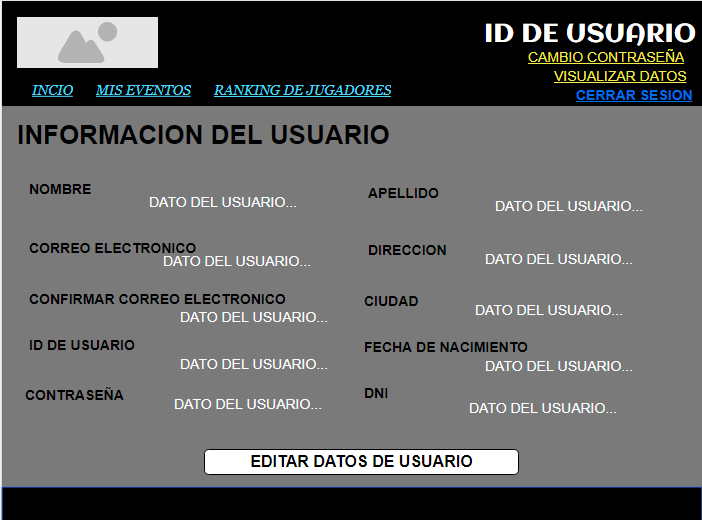 ID DE USUARIO
CAMBIO CONTRASEÑA
VISUALIZAR DATOS
CERRAR SESION
INCIO MIS EVENTOS RANKING DE JUGADORES
INFORMACION DEL USUARIO
NOMBRE
DATO DEL USUARIO...
APELLIDO
DATO DEL USUARIO...
CORREO ELECTRONICO
DATO DEL USUARIO...
DIRECCION
DATO DEL USUARIO...
CONFIRMAR CORREO ELECTRONICO
DATO DEL USUARIO...
CIUDAD
DATO DEL USUARIO...
ID DE USUARIO
DATO DEL USUARIO...
FECHA DE NACIMIENTO
DATO DEL USUARIO...
CONTRASEÑA
DATO DEL USUARIO...
DNI
DATO DEL USUARIO...
EDITAR DATOS DE USUARIO